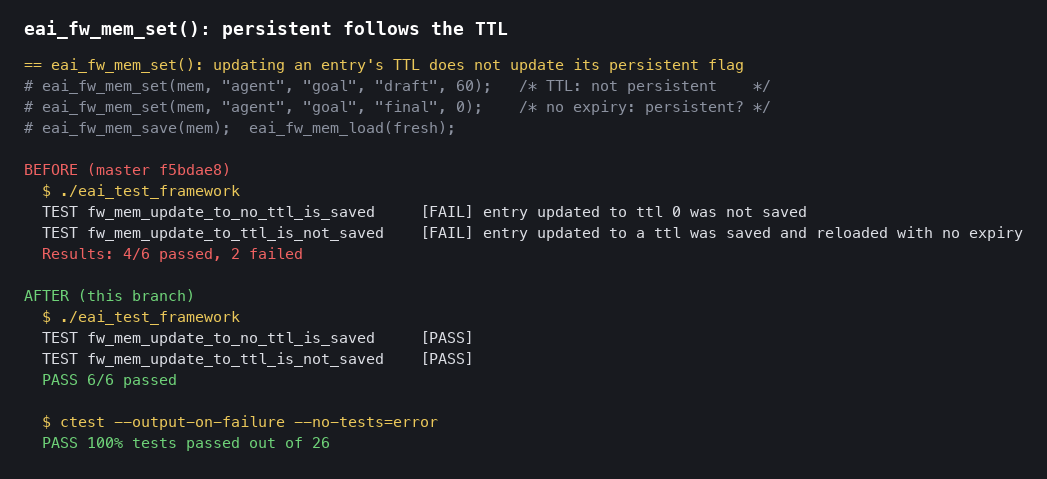 eai_fw_mem_set(): persistent follows the TTL
== eai_fw_mem_set(): updating an entry's TTL does not update its persistent flag
# eai_fw_mem_set(mem, "agent", "goal", "draft", 60);   /* TTL: not persistent    */
# eai_fw_mem_set(mem, "agent", "goal", "final", 0);    /* no expiry: persistent? */
# eai_fw_mem_save(mem);  eai_fw_mem_load(fresh);
BEFORE (master f5bdae8)
$ ./eai_test_framework
TEST fw_mem_update_to_no_ttl_is_saved     [FAIL] entry updated to ttl 0 was not saved
TEST fw_mem_update_to_ttl_is_not_saved    [FAIL] entry updated to a ttl was saved and reloaded with no expiry
Results: 4/6 passed, 2 failed
AFTER (this branch)
$ ./eai_test_framework
TEST fw_mem_update_to_no_ttl_is_saved     [PASS]
TEST fw_mem_update_to_ttl_is_not_saved    [PASS]
PASS 6/6 passed
$ ctest --output-on-failure --no-tests=error
PASS 100% tests passed out of 26